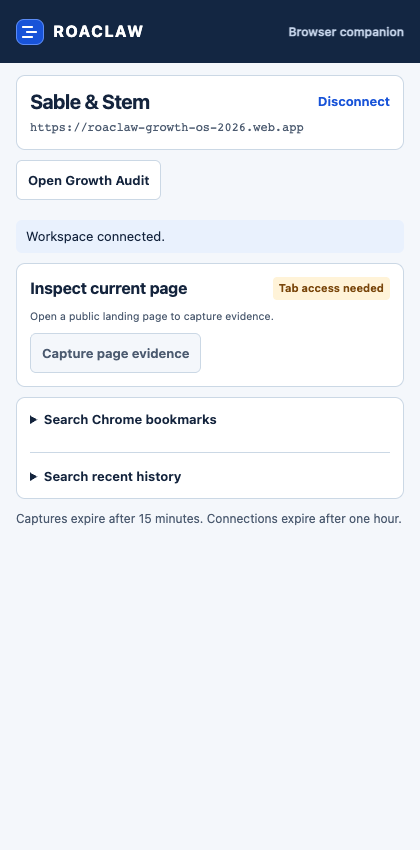 ROACLAW
Browser companion
Sable & Stem
Disconnect
https://roaclaw-growth-os-2026.web.app
Open Growth Audit
Workspace connected.
Inspect current page
Tab access needed
Open a public landing page to capture evidence.
Capture page evidence
Search Chrome bookmarks
Search recent history
Captures expire after 15 minutes. Connections expire after one hour.